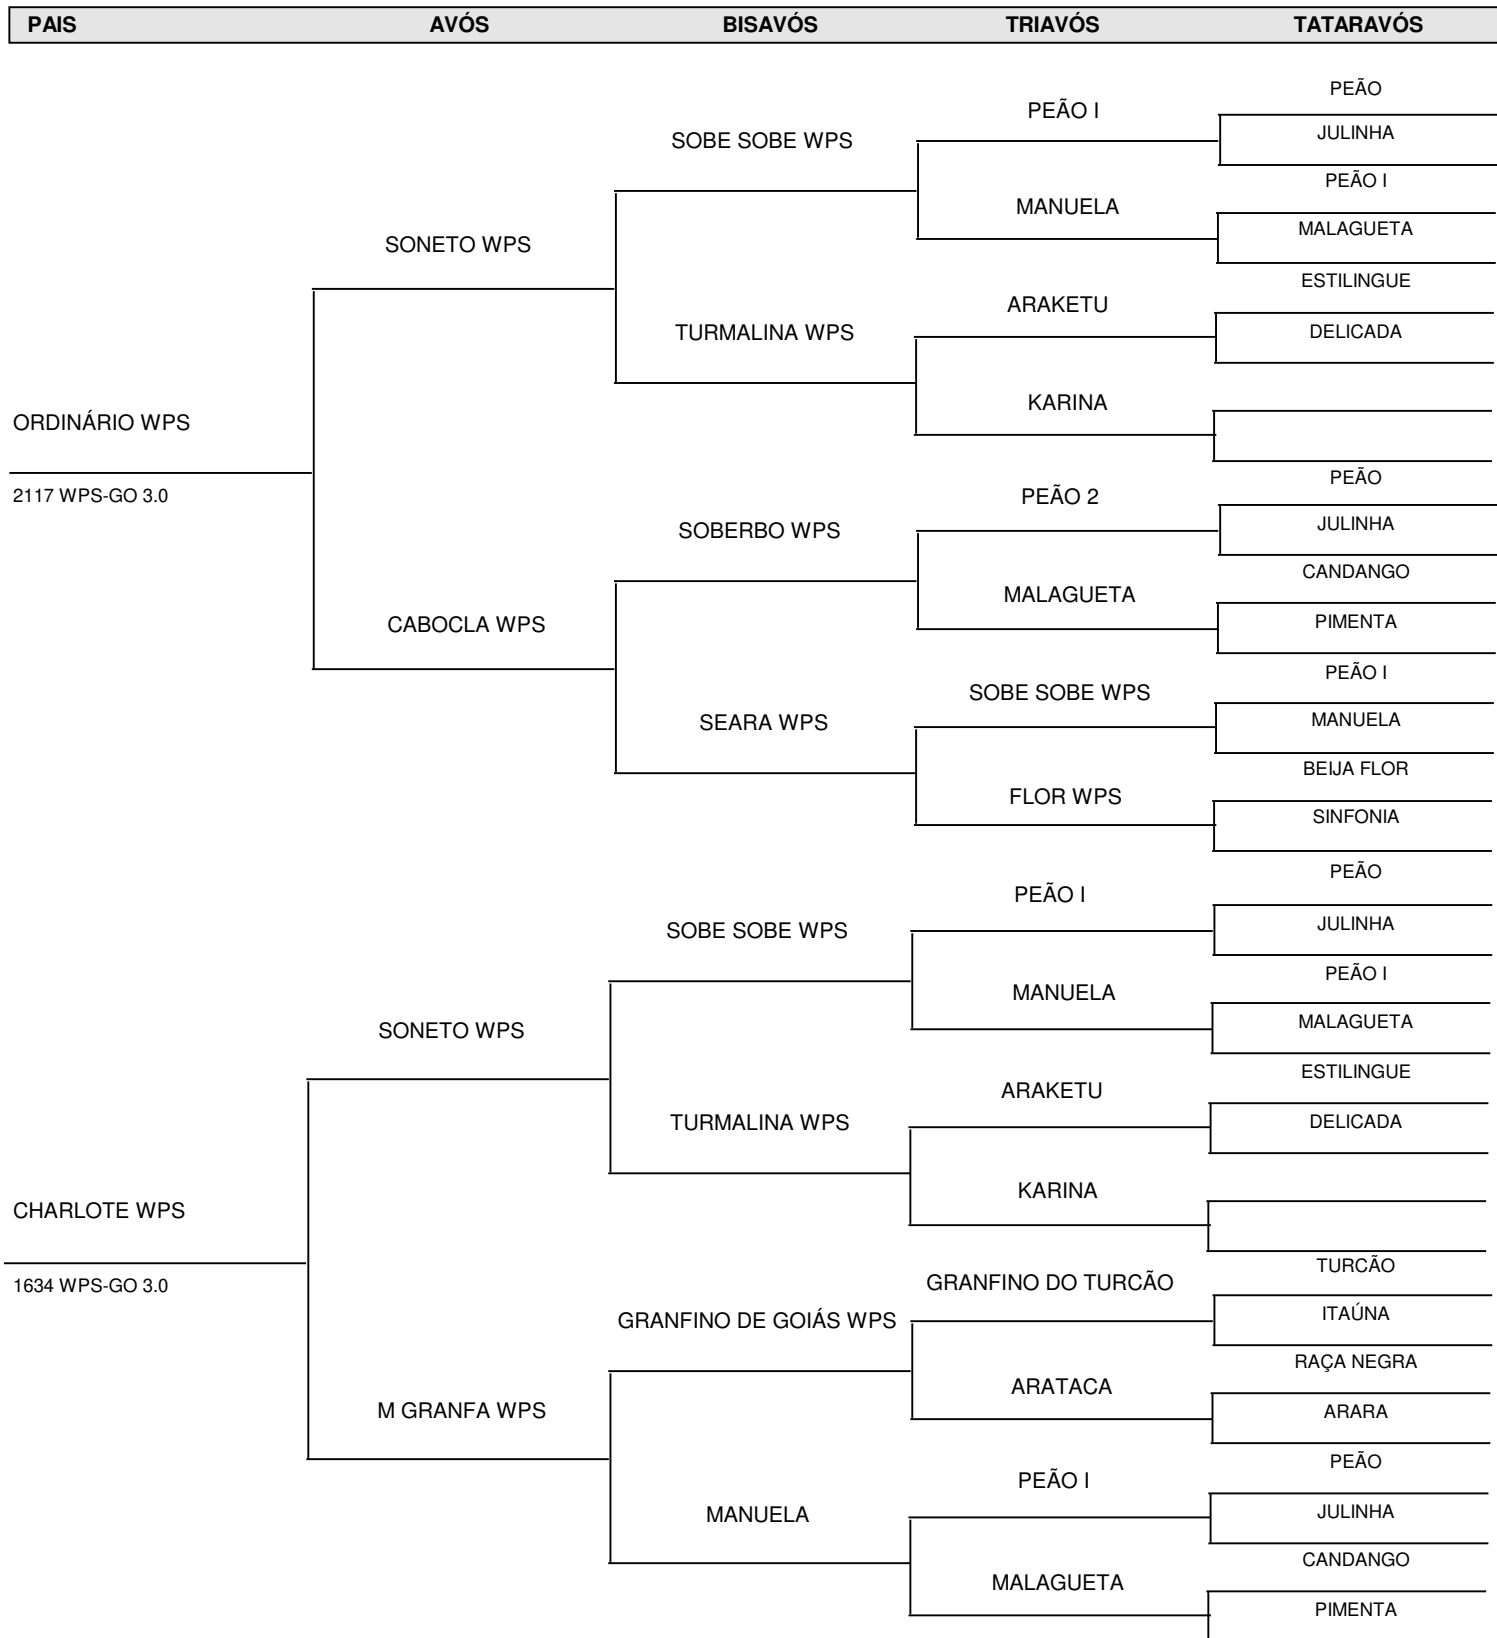 PAIS AVÓS BISAVÓS TRIAVÓS TATARAVÓS
PEÃO
PEÃO I
JULINHA
SOBE SOBE WPS
PEÃO I
MANUELA
MALAGUETA
SONETO WPS
ESTILINGUE
ARAKETU
TURMALINA WPS
DELICADA
KARINA
ORDINÁRIO WPS
PEÃO
2117 WPS-GO 3.0
PEÃO 2
JULINHA
SOBERBO WPS
CANDANGO
MALAGUETA
PIMENTA
CABOCLA WPS
PEÃO I
SOBE SOBE WPS
SEARA WPS
MANUELA
BEIJA FLOR
FLOR WPS
SINFONIA
PEÃO
PEÃO I
JULINHA
SOBE SOBE WPS
PEÃO I
MANUELA
MALAGUETA
SONETO WPS
ESTILINGUE
ARAKETU
TURMALINA WPS
DELICADA
KARINA
CHARLOTE WPS
TURCÃO
1634 WPS-GO 3.0
GRANFINO DO TURCÃO
ITAÚNA
GRANFINO DE GOIÁS WPS
RAÇA NEGRA
ARATACA
ARARA
M GRANFA WPS
PEÃO
PEÃO I
JULINHA
MANUELA
CANDANGO
MALAGUETA
PIMENTA